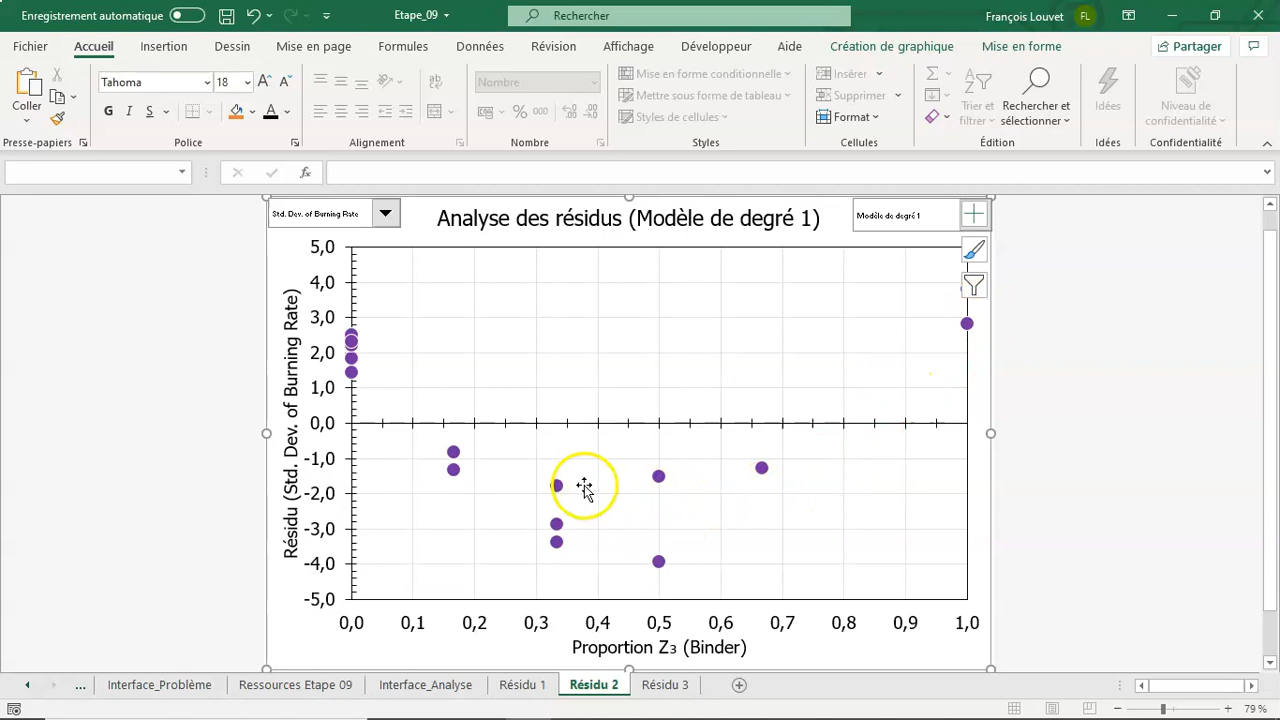 Enregistrement automatique
Etape_09
Rechercher
François Louvet
FL
Fichier
Accueil
Insertion
Dessin
Mise en page
Formules
Données
Révision
Affichage
Développeur
Aide
Création de graphique
Mise en forme
Partager
Coller
Tahoma
18
G
I
S
A
Nombre
% 000
Mise en forme conditionnelle
Mettre sous forme de tableau
Styles de cellules
Insérer
Supprimer
Format
Trier et
filtrer
Rechercher et
sélectionner
Idées
Niveau de
confidentialité
Presse-papiers
Police
Alignement
Nombre
Styles
Cellules
Édition
Idées
Confidentialité
fx
Std. Dev. of Burning Rate
Analyse des résidus (Modèle de degré 1)
Modèle de degré 1
Résidu (Std. Dev. of Burning Rate)
5,0
4,0
3,0
2,0
1,0
0,0
-1,0
-2,0
-3,0
-4,0
-5,0
0,0 0,1 0,2 0,3 0,4 0,5 0,6 0,7 0,8 0,9 1,0
Proportion Z3 (Binder)
...
Interface_Problème
Ressources Etape 09
Interface_Analyse
Résidu 1
Résidu 2
Résidu 3
79 %